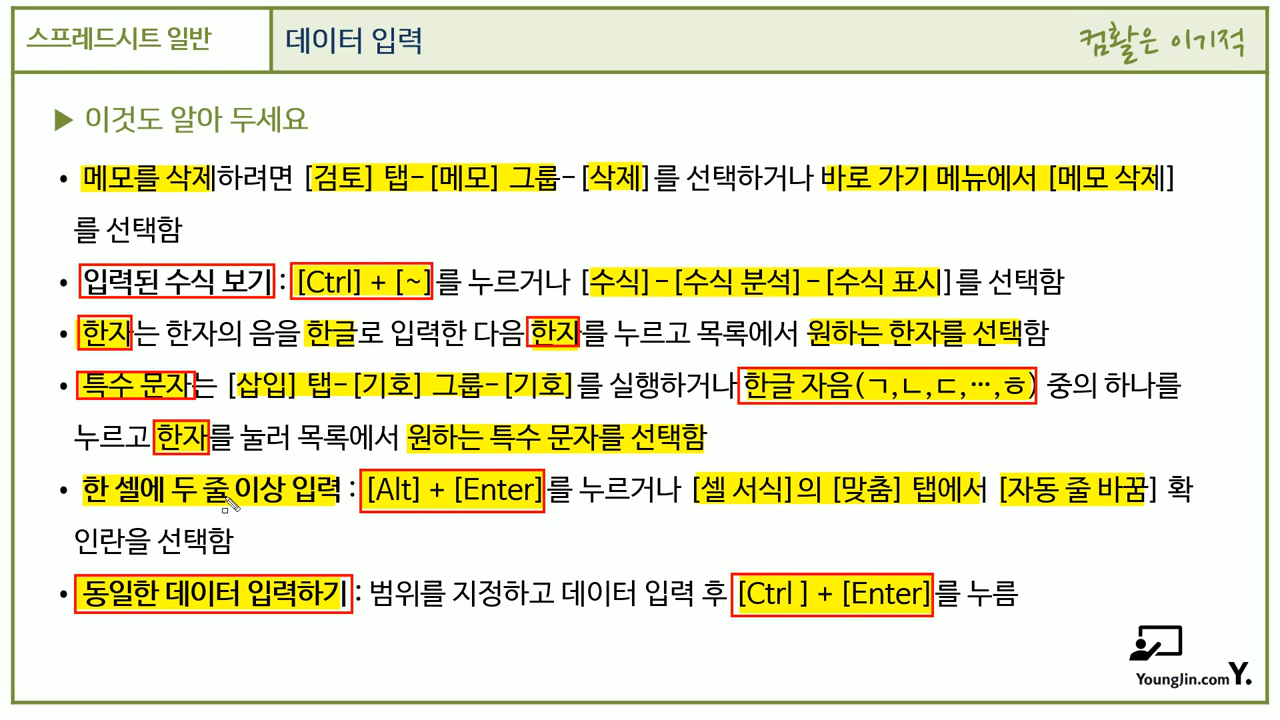 스프레드시트 일반
데이터 입력
컴활은 이기적
▶ 이것도 알아 두세요
• 메모를 삭제하려면 [검토] 탭-[메모] 그룹-[삭제]를 선택하거나 바로 가기 메뉴에서 [메모 삭제]
를 선택함
• 입력된 수식 보기 : [Ctrl] + [~]를 누르거나 [수식]-[수식 분석]-[수식 표시]를 선택함
• 한자는 한자의 음을 한글로 입력한 다음 한자를 누르고 목록에서 원하는 한자를 선택함
• 특수 문자는 [삽입] 탭-[기호] 그룹-[기호]를 실행하거나 한글 자음(ㄱ,ㄴ,ㄷ,…,ㅎ) 중의 하나를
누르고 한자를 눌러 목록에서 원하는 특수 문자를 선택함
• 한 셀에 두 줄 이상 입력 : [Alt] + [Enter]를 누르거나 [셀 서식]의 [맞춤] 탭에서 [자동 줄 바꿈] 확
인란을 선택함
• 동일한 데이터 입력하기 : 범위를 지정하고 데이터 입력 후 [Ctrl ] + [Enter]를 누름
YoungJin.com Y.